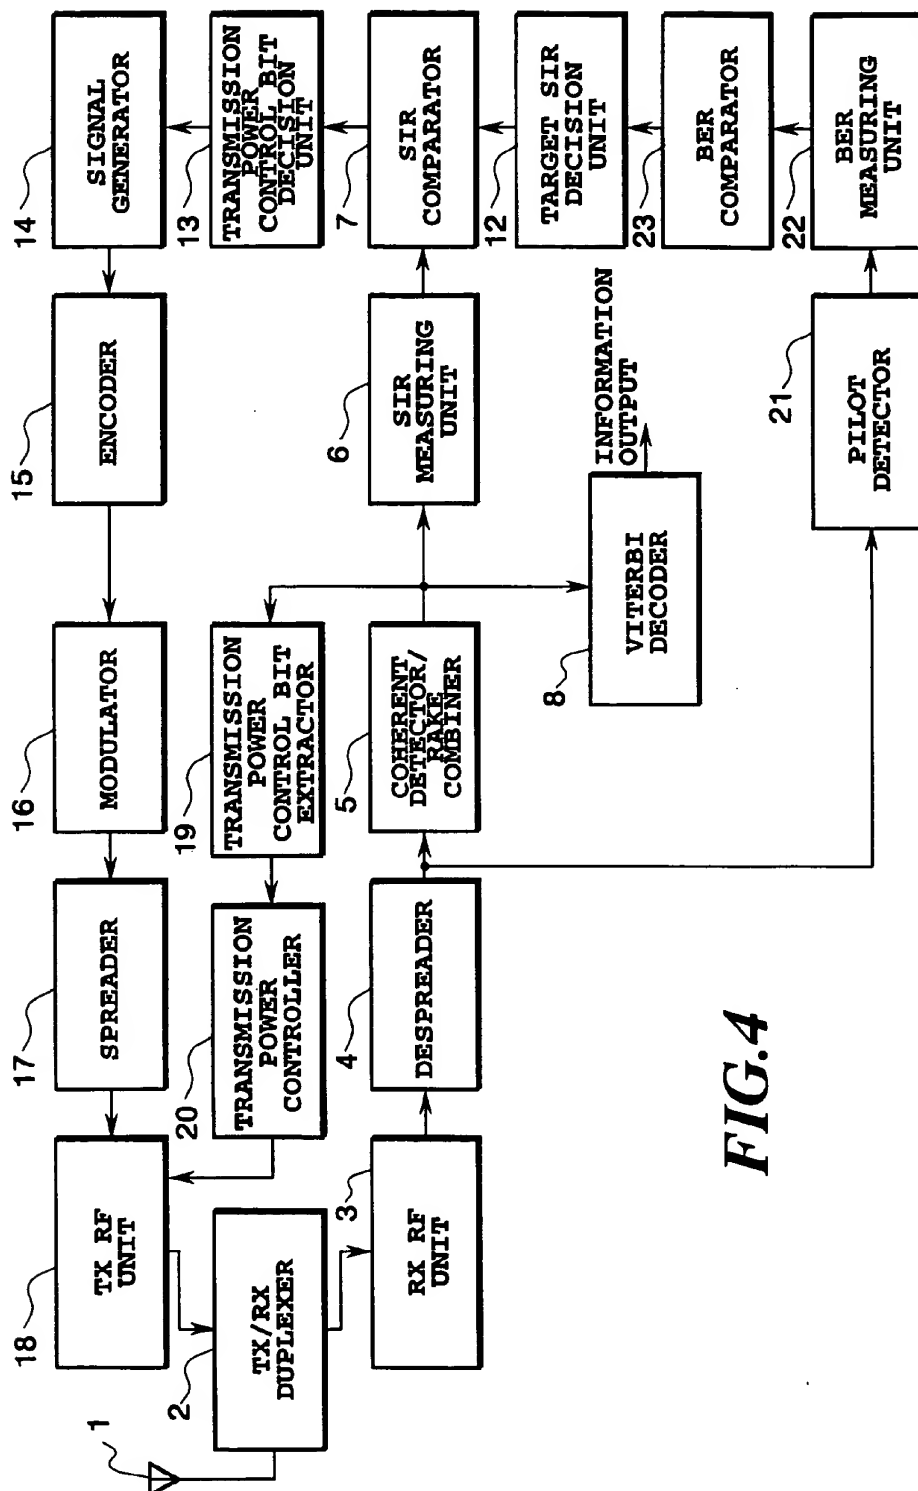 1
2
TX/RX
DUPLEXER
18
TX RF
UNIT
17
SPREADER
16
MODULATOR
15
ENCODER
14
SIGNAL
GENERATOR
20
TRANSMISSION
POWER
CONTROLLER
19
TRANSMISSION
POWER
CONTROL BIT
EXTRACTOR
13
TRANSMISSION
POWER
CONTROL BIT
DECISION
UNIT
3
RX RF
UNIT
4
DESPREADER
5
COHERENT
DETECTOR/
RAKE
COMBINER
6
SIR
MEASURING
UNIT
7
SIR
COMPARATOR
12
TARGET SIR
DECISION
UNIT
8
VITERBI
DECODER
INFORMATION
OUTPUT
23
BER
COMPARATOR
21
PILOT
DETECTOR
22
BER
MEASURING
UNIT
FIG.4